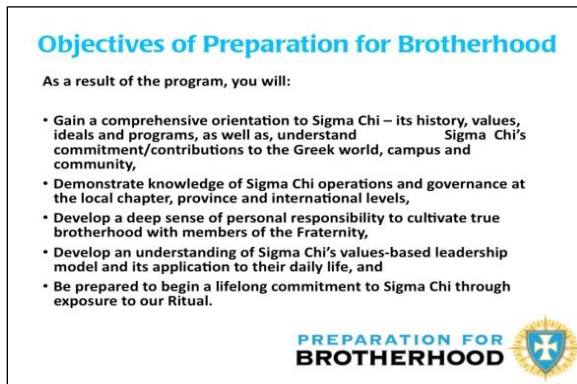 Objectives of Preparation for Brotherhood
As a result of the program, you will:
• Gain a comprehensive orientation to Sigma Chi – its history, values,
ideals and programs, as well as, understand Sigma Chi's
commitment/contributions to the Greek world, campus and
community,
• Demonstrate knowledge of Sigma Chi operations and governance at
the local chapter, province and international levels,
• Develop a deep sense of personal responsibility to cultivate true
brotherhood with members of the Fraternity,
• Develop an understanding of Sigma Chi's values-based leadership
model and its application to their daily life, and
• Be prepared to begin a lifelong commitment to Sigma Chi through
exposure to our Ritual.
PREPARATION FOR
BROTHERHOOD